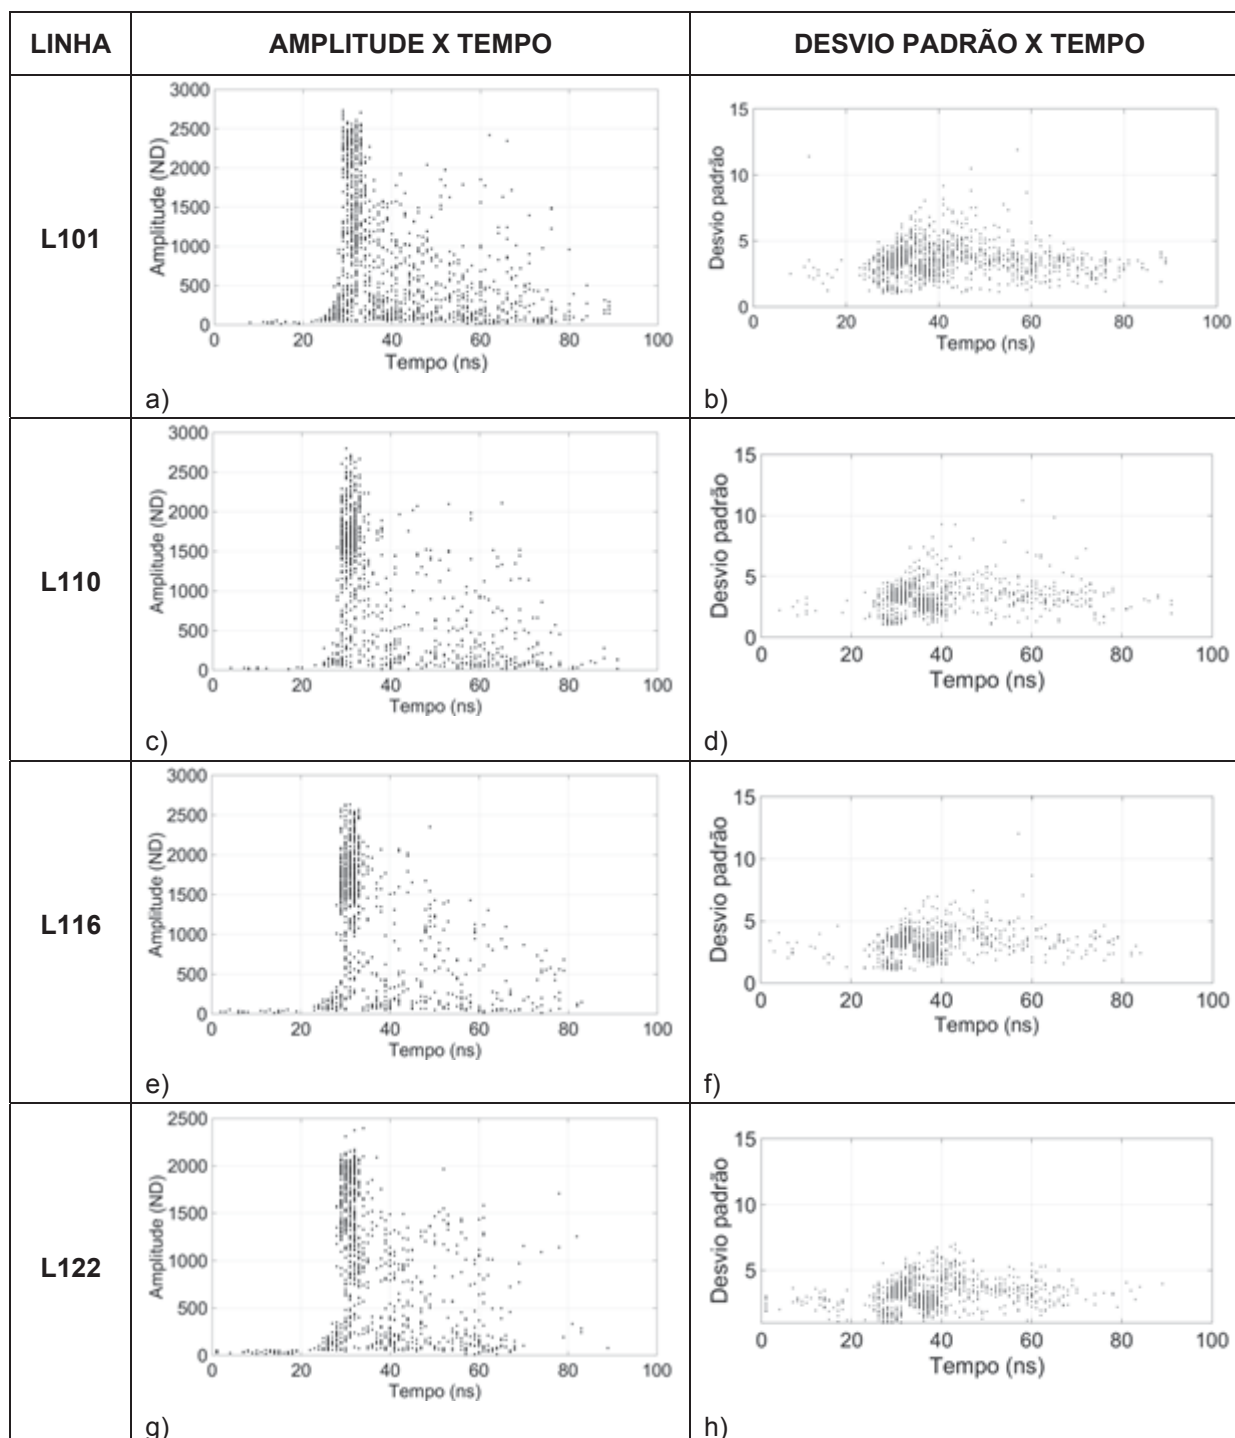 LINHA AMPLITUDE X TEMPO DESVIO PADRÃO X TEMPO
L101
Amplitude (ND)
3000
2500
2000
1500
1000
500
0
0 20 40 60 80 100
Tempo (ns)
a)
Desvio padrão
15
10
5
0
0 20 40 60 80 100
Tempo (ns)
b)
L110
Amplitude (ND)
3000
2500
2000
1500
1000
500
0
0 20 40 60 80 100
Tempo (ns)
c)
Desvio padrão
15
10
5
0
0 20 40 60 80 100
Tempo (ns)
d)
L116
Amplitude (ND)
3000
2500
2000
1500
1000
500
0
0 20 40 60 80 100
Tempo (ns)
e)
Desvio padrão
15
10
5
0
0 20 40 60 80 100
Tempo (ns)
f)
L122
Amplitude (ND)
2500
2000
1500
1000
500
0
0 20 40 60 80 100
Tempo (ns)
g)
Desvio padrão
15
10
5
0 20 40 60 80 100
Tempo (ns)
h)